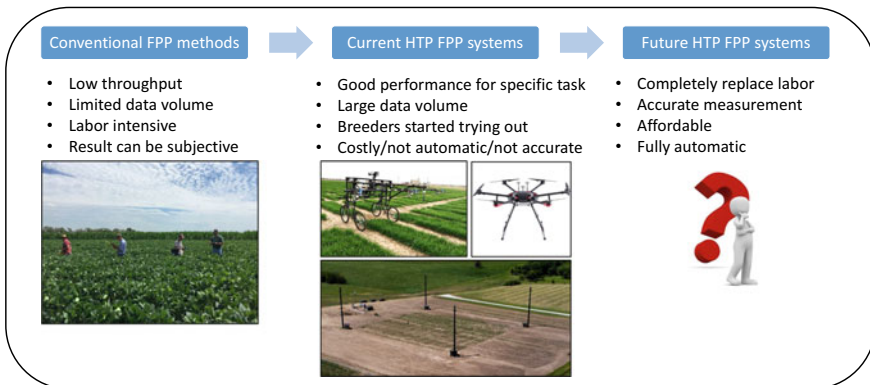 Conventional FPP methods
Current HTP FPP systems
Future HTP FPP systems
• Low throughput
• Limited data volume
• Labor intensive
• Result can be subjective
• Good performance for specific task
• Large data volume
• Breeders started trying out
• Costly/not automatic/not accurate
• Completely replace labor
• Accurate measurement
• Affordable
• Fully automatic